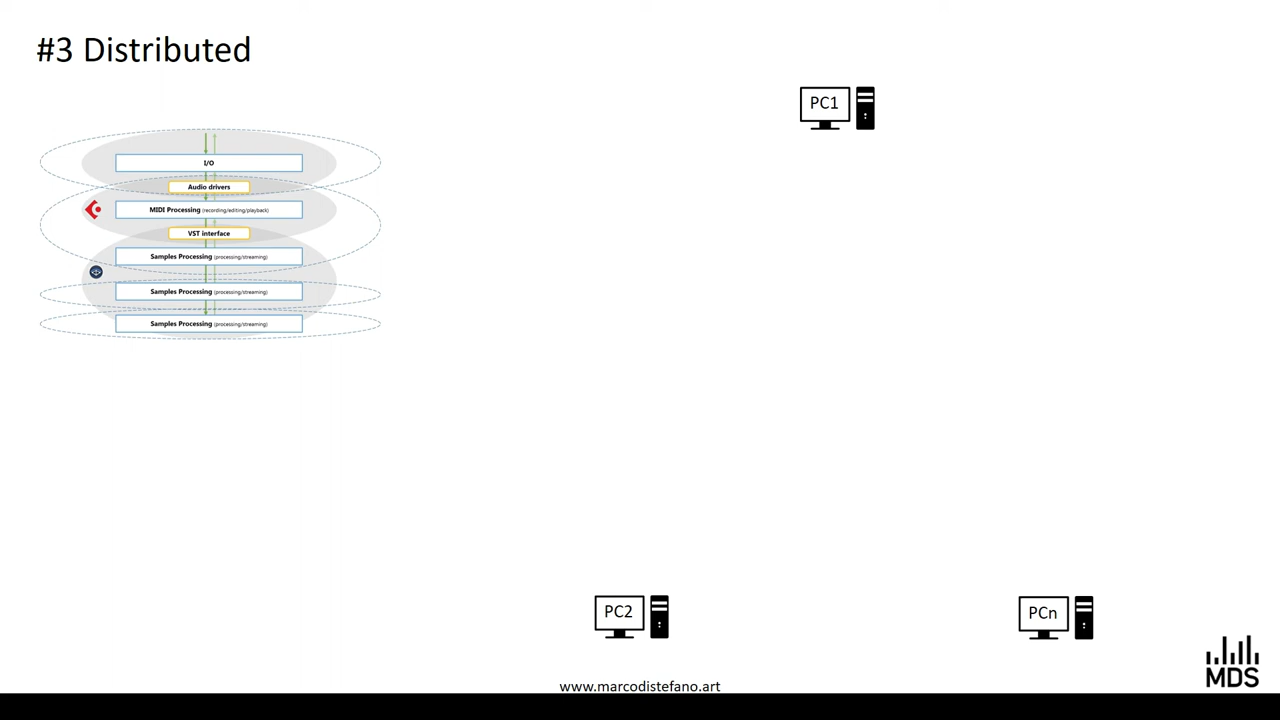 #3 Distributed
PC1
I/O
Audio drivers
MIDI Processing (recording/editing/playback)
VST interface
Samples Processing (processing/streaming)
Samples Processing (processing/streaming)
Samples Processing (processing/streaming)
PC2
PCn
MDS
www.marcodistefano.art